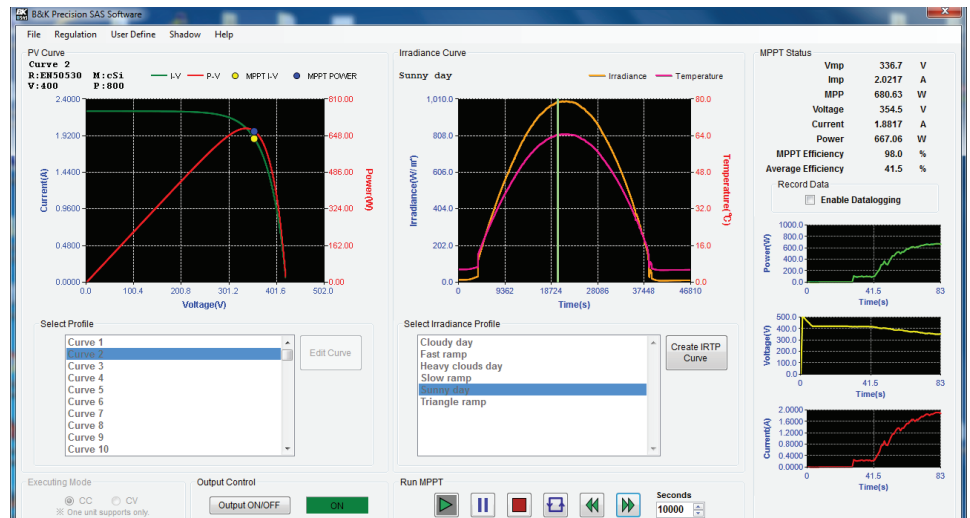 B&K Precision SAS Software
File Regulation User Define Shadow Help
PV Curve
Curve 2
R:EN50530 M:cSi
V:400 P:800
I-V P-V MPPT I-V MPPT POWER
2.4000
1.9200
1.4400
0.9600
0.4800
0.0000
Current(A)
810.00
648.00
486.00
324.00
162.00
0.00
Power(W)
0.0 100.4 200.8 301.2 401.6 502.0
Voltage(V)
Irradiance Curve
Sunny day
Irradiance Temperature
1,010.0
808.0
606.0
404.0
202.0
0.0
Irradiance(W/㎡)
80.0
64.0
48.0
32.0
16.0
0.0
Temperature(℃)
0 9362 18724 28086 37448 46810
Time(s)
MPPT Status
Vmp 336.7 V
Imp 2.0217 A
MPP 680.63 W
Voltage 354.5 V
Current 1.8817 A
Power 667.06 W
MPPT Efficiency 98.0 %
Average Efficiency 41.5 %
Record Data
Enable Datalogging
1000.0
800.0
600.0
400.0
200.0
0.0
Power(W)
0 41.5 83
Time(s)
500.0
400.0
300.0
200.0
100.0
0.0
Voltage(V)
0 41.5 83
Time(s)
2.0000
1.6000
1.2000
0.8000
0.4000
0.0000
Current(A)
0 41.5 83
Time(s)
Select Profile
Curve 1
Curve 2
Curve 3
Curve 4
Curve 5
Curve 6
Curve 7
Curve 8
Curve 9
Curve 10
Edit Curve
Select Irradiance Profile
Cloudy day
Fast ramp
Heavy clouds day
Slow ramp
Sunny day
Triangle ramp
Create IRTP
Curve
Executing Mode
CC CV
※ One unit supports only.
Output Control
Output ON/OFF
ON
Run MPPT
Seconds
10000